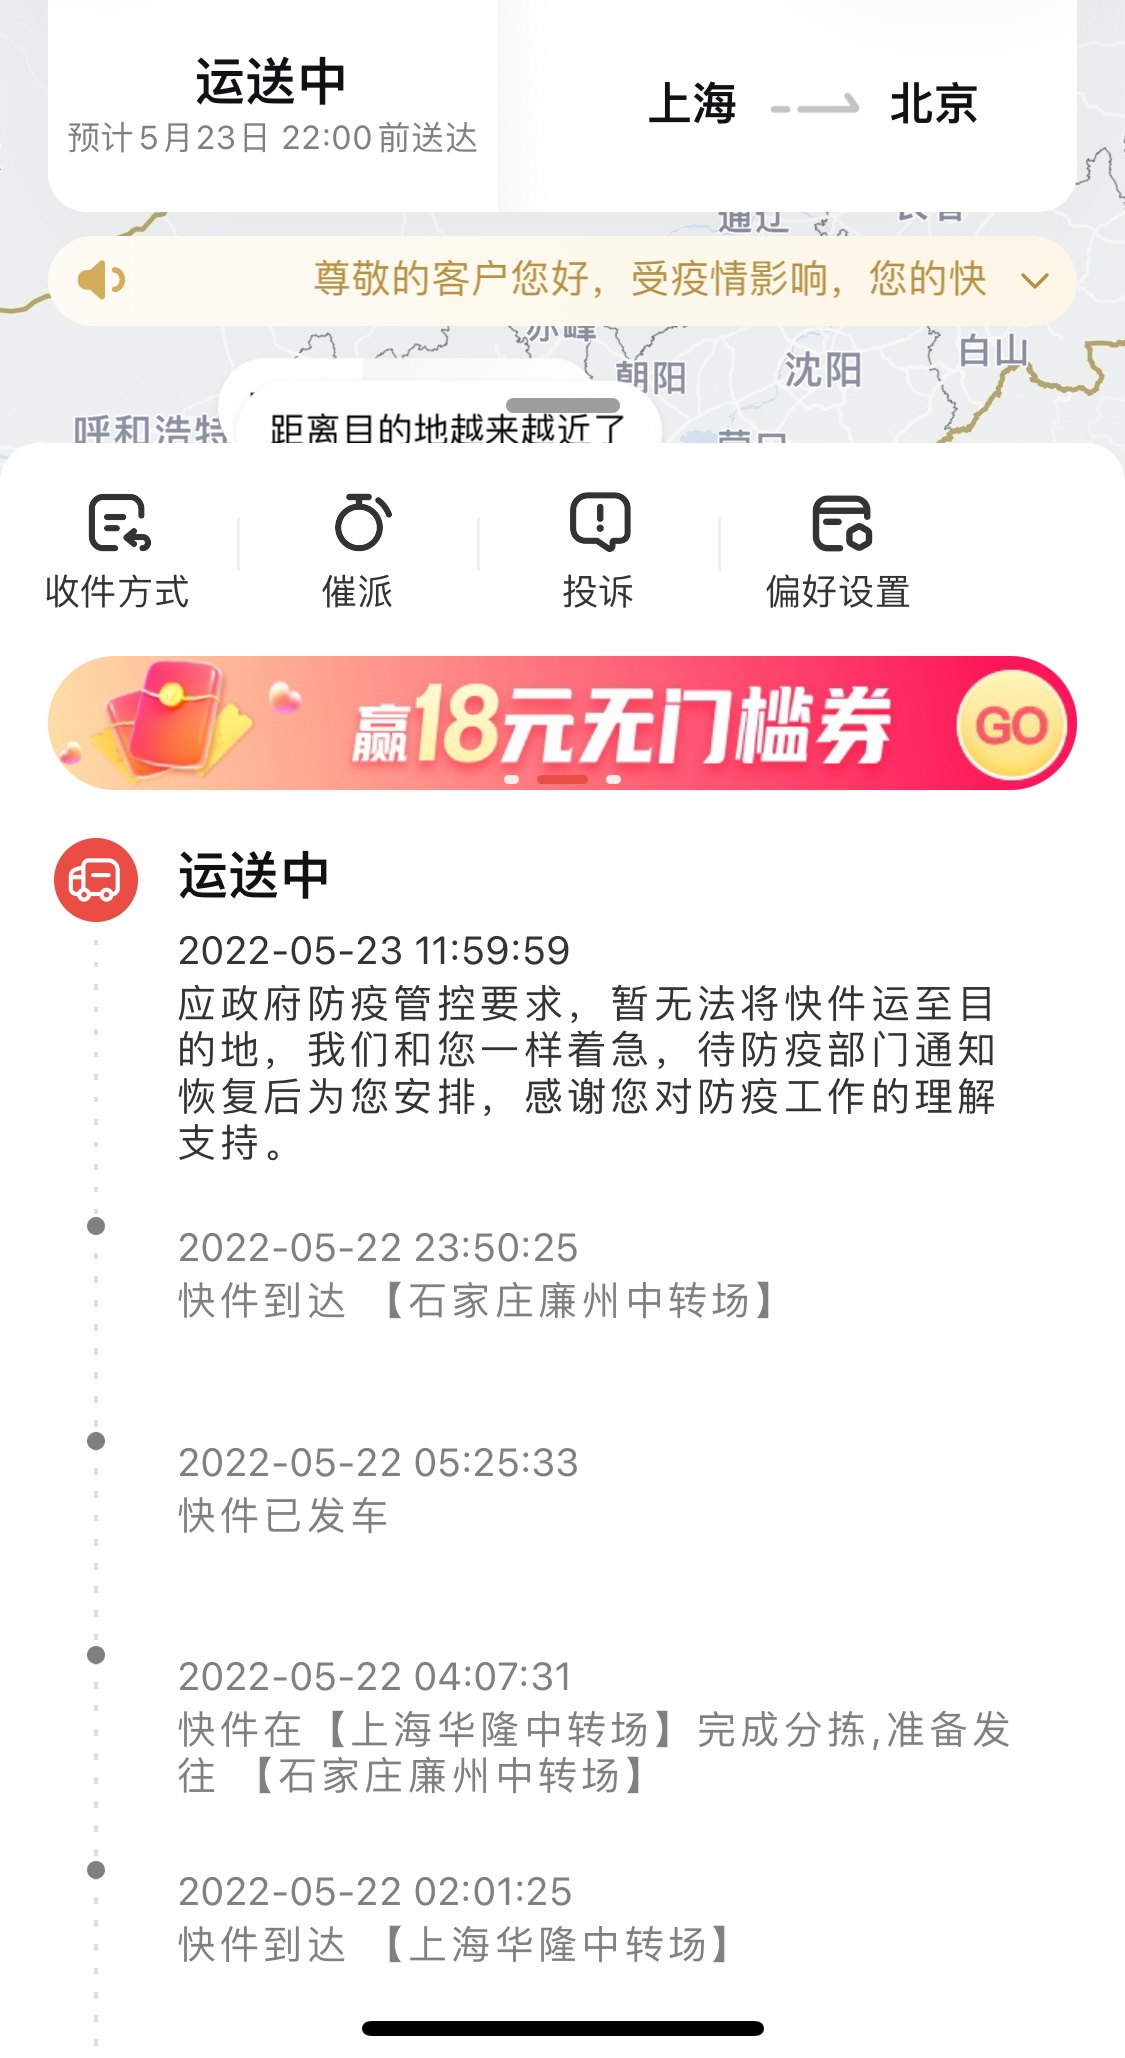 运送中
预计5月23日 22:00前送达
上海
北京
通辽
尊敬的客户您好，受疫情影响，您的快
赤峰
朝阳
沈阳
白山
呼和浩特
距离目的地越来越近了
营口
收件方式
催派
投诉
偏好设置
赢18元无门槛券
GO
运送中
2022-05-23 11:59:59
应政府防疫管控要求，暂无法将快件运至目
的地，我们和您一样着急，待防疫部门通知
恢复后为您安排，感谢您对防疫工作的理解
支持。
2022-05-22 23:50:25
快件到达 【石家庄廉州中转场】
2022-05-22 05:25:33
快件已发车
2022-05-22 04:07:31
快件在【上海华隆中转场】完成分拣,准备发
往 【石家庄廉州中转场】
2022-05-22 02:01:25
快件到达 【上海华隆中转场】